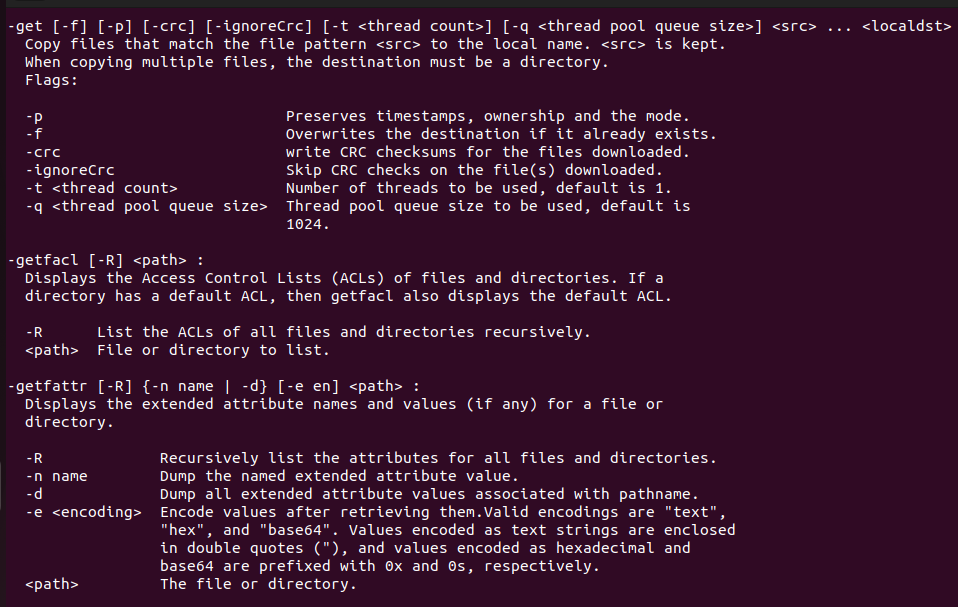 -get [-f] [-p] [-crc] [-ignoreCrc] [-t <thread count>] [-q <thread pool queue size>] <src> ... <localdst>
Copy files that match the file pattern <src> to the local name. <src> is kept.
When copying multiple files, the destination must be a directory.
Flags:
-p Preserves timestamps, ownership and the mode.
-f Overwrites the destination if it already exists.
-crc write CRC checksums for the files downloaded.
-ignoreCrc Skip CRC checks on the file(s) downloaded.
-t <thread count> Number of threads to be used, default is 1.
-q <thread pool queue size> Thread pool queue size to be used, default is
1024.
-getfacl [-R] <path> :
Displays the Access Control Lists (ACLs) of files and directories. If a
directory has a default ACL, then getfacl also displays the default ACL.
-R List the ACLs of all files and directories recursively.
<path> File or directory to list.
-getfattr [-R] {-n name | -d} [-e en] <path> :
Displays the extended attribute names and values (if any) for a file or
directory.
-R Recursively list the attributes for all files and directories.
-n name Dump the named extended attribute value.
-d Dump all extended attribute values associated with pathname.
-e <encoding> Encode values after retrieving them.Valid encodings are "text",
"hex", and "base64". Values encoded as text strings are enclosed
in double quotes ("), and values encoded as hexadecimal and
base64 are prefixed with 0x and 0s, respectively.
<path> The file or directory.